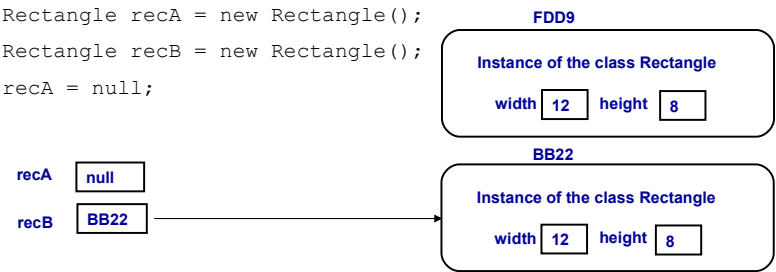 Rectangle recA = new Rectangle();
Rectangle recB = new Rectangle();
recA = null;
FDD9
Instance of the class Rectangle
width 12 height 8
BB22
Instance of the class Rectangle
width 12 height 8
recA null
recB BB22